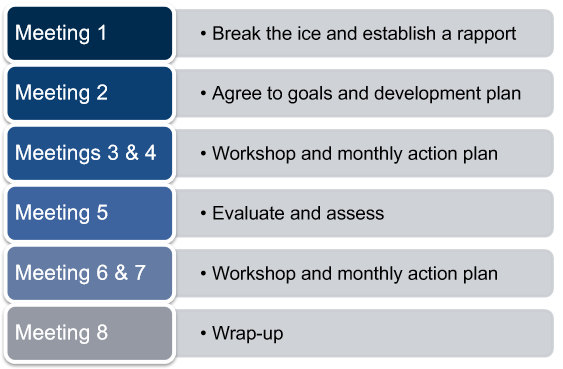 Meeting 1
• Break the ice and establish a rapport
Meeting 2
• Agree to goals and development plan
Meetings 3 & 4
• Workshop and monthly action plan
Meeting 5
• Evaluate and assess
Meeting 6 & 7
• Workshop and monthly action plan
Meeting 8
• Wrap-up